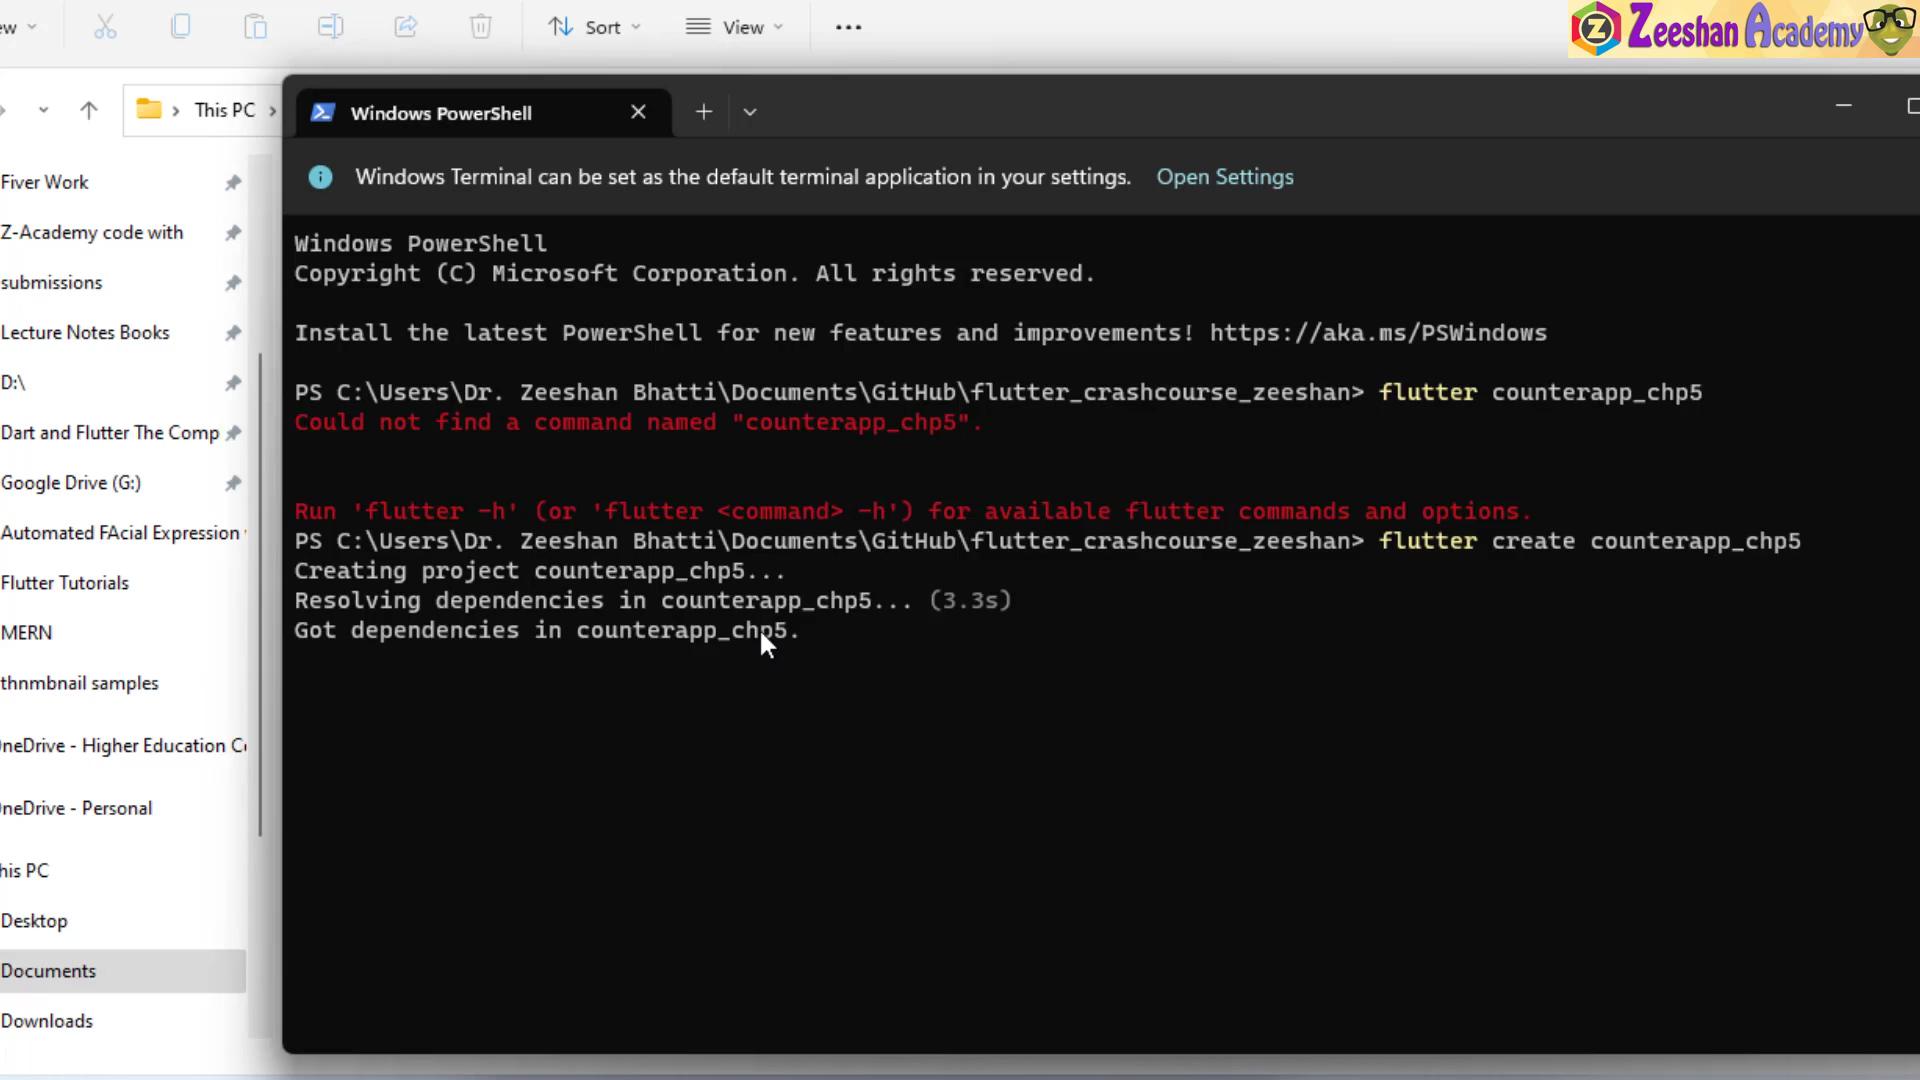 ew
Sort
View
Z Zeeshan Academy
This PC
Windows PowerShell
Windows Terminal can be set as the default terminal application in your settings. Open Settings
Fiver Work
Z-Academy code with
submissions
Lecture Notes Books
D:\
Dart and Flutter The Comp
Google Drive (G:)
Automated FAcial Expression
Flutter Tutorials
MERN
thnmbnail samples
OneDrive - Higher Education Co
OneDrive - Personal
his PC
Desktop
Documents
Downloads
Windows PowerShell
Copyright (C) Microsoft Corporation. All rights reserved.
Install the latest PowerShell for new features and improvements! https://aka.ms/PSWindows
PS C:\Users\Dr. Zeeshan Bhatti\Documents\GitHub\flutter_crashcourse_zeeshan> flutter counterapp_chp5
Could not find a command named "counterapp_chp5".
Run 'flutter -h' (or 'flutter <command> -h') for available flutter commands and options.
PS C:\Users\Dr. Zeeshan Bhatti\Documents\GitHub\flutter_crashcourse_zeeshan> flutter create counterapp_chp5
Creating project counterapp_chp5...
Resolving dependencies in counterapp_chp5... (3.3s)
Got dependencies in counterapp_chp5.